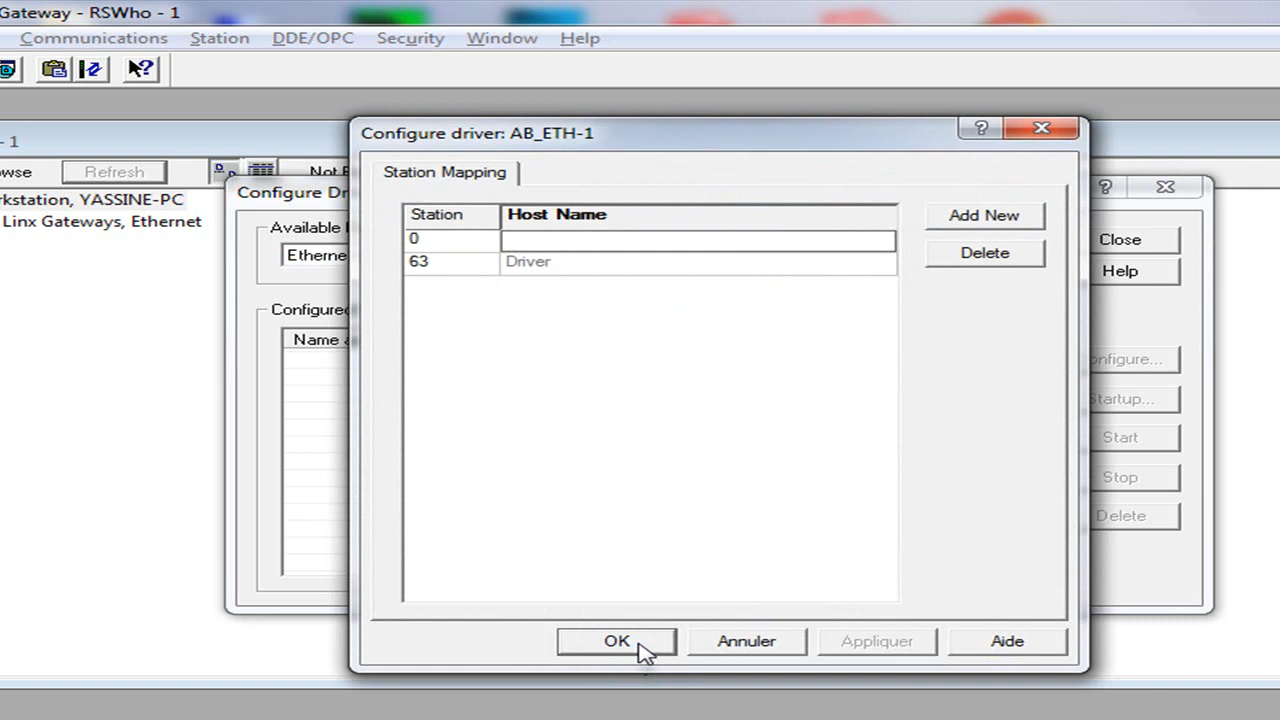 Gateway - RSWho - 1
Communications Station DDE/OPC Security Window Help
- 1
Refresh
rkstation, YASSINE-PC
Linx Gateways, Ethernet
Configure driver: AB_ETH-1
Station Mapping
Station Host Name
0
63 Driver
Add New
Delete
OK Annuler Appliquer Aide
Configure Dr
Available
Etherne
Configured
Name a
Close
Help
onfigure...
Startup...
Start
Stop
Delete